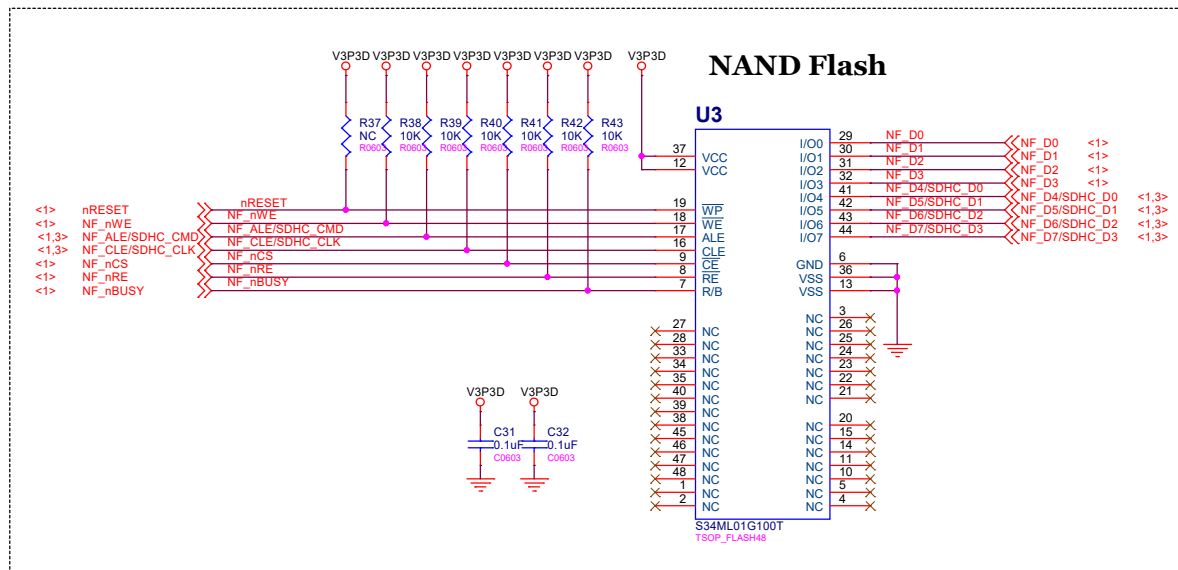 V3P3D V3P3D V3P3D V3P3D V3P3D V3P3D V3P3D V3P3D
NAND Flash
U3
R37 R38 R39 R40 R41 R42 R43
NC 10K 10K 10K 10K 10K 10K
R0603 R0603 R0603 R0603 R0603 R0603 R0603
37 VCC
12 VCC
29 I/O0 NF_D0 NF_D0 <1>
30 I/O1 NF_D1 NF_D1 <1>
31 I/O2 NF_D2 NF_D2 <1>
32 I/O3 NF_D3 NF_D3 <1>
41 I/O4 NF_D4/SDHC_D0 NF_D4/SDHC_D0 <1,3>
42 I/O5 NF_D5/SDHC_D1 NF_D5/SDHC_D1 <1,3>
43 I/O6 NF_D6/SDHC_D2 NF_D6/SDHC_D2 <1,3>
44 I/O7 NF_D7/SDHC_D3 NF_D7/SDHC_D3 <1,3>
<1> nRESET nRESET 19 WP
<1> NF_nWE NF_nWE 18 WE
<1,3> NF_ALE/SDHC_CMD NF_ALE/SDHC_CMD 17 ALE
<1,3> NF_CLE/SDHC_CLK NF_CLE/SDHC_CLK 16 CLE
<1> NF_nCS NF_nCS 9 CE
<1> NF_nRE NF_nRE 8 RE
<1> NF_nBUSY NF_nBUSY 7 R/B
GND 6
VSS 36
VSS 13
27 NC
28 NC
33 NC
34 NC
35 NC
40 NC
39 NC
38 NC
45 NC
46 NC
47 NC
48 NC
1 NC
2 NC
NC 3
NC 26
NC 25
NC 24
NC 23
NC 22
NC 21
NC 20
NC 15
NC 14
NC 11
NC 10
NC 5
NC 4
V3P3D V3P3D
C31 C32
0.1uF 0.1uF
C0603 C0603
S34ML01G100T
TSOP_FLASH48